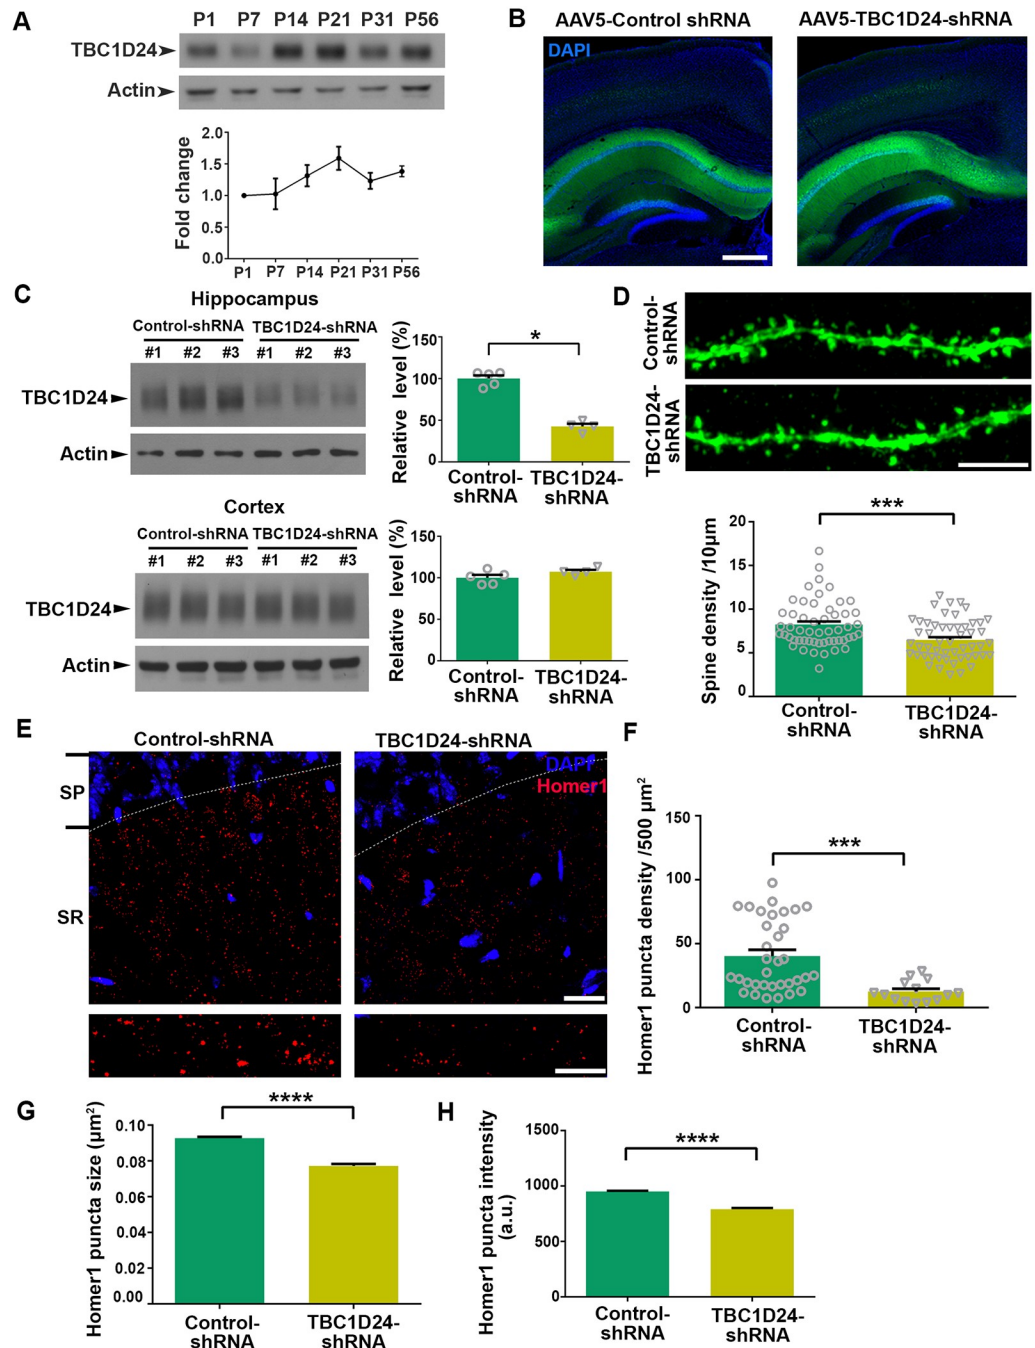 A
P1 P7 P14 P21 P31 P56
TBC1D24
Actin
Fold change
2.0
1.5
1.0
0.5
0.0
P1 P7 P14 P21 P31 P56
B
AAV5-Control shRNA
AAV5-TBC1D24-shRNA
DAPI
C
Hippocampus
Control-shRNA TBC1D24-shRNA
#1 #2 #3 #1 #2 #3
TBC1D24
Actin
Relative level (%)
150
100
50
0
*
Control-
shRNA
TBC1D24-
shRNA
Cortex
Control-shRNA TBC1D24-shRNA
#1 #2 #3 #1 #2 #3
TBC1D24
Actin
Relative level (%)
150
100
50
0
Control-
shRNA
TBC1D24-
shRNA
D
Control-
shRNA
TBC1D24-
shRNA
Spine density /10μm
20
15
10
5
0
***
Control-
shRNA
TBC1D24-
shRNA
E
Control-shRNA
TBC1D24-shRNA
DAPI
Homer1
SP
SR
F
Homer1 puncta density /500 μm²
150
100
50
0
***
Control-
shRNA
TBC1D24-
shRNA
G
Homer1 puncta size (μm²)
0.10
0.08
0.06
0.04
0.02
0.00
****
Control-
shRNA
TBC1D24-
shRNA
H
Homer1 puncta intensity
(a.u.)
1500
1000
500
0
****
Control-
shRNA
TBC1D24-
shRNA